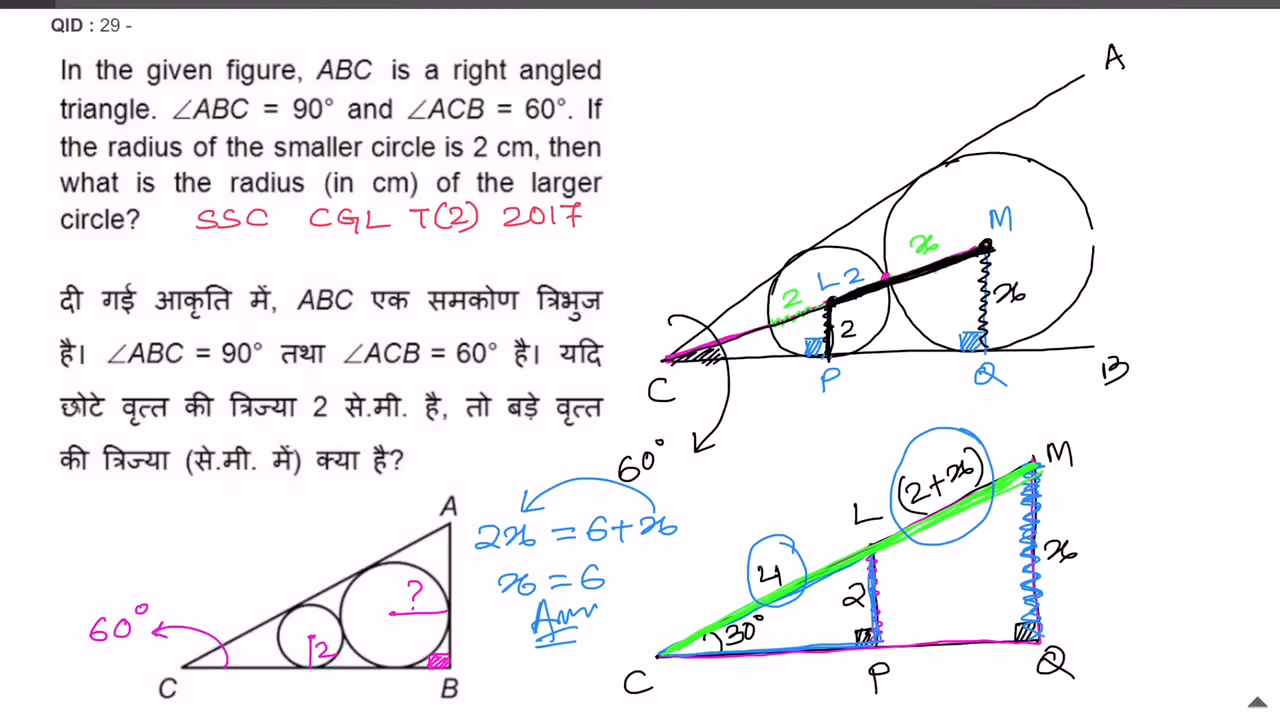 QID : 29 -
In the given figure, ABC is a right angled
triangle. ∠ABC = 90° and ∠ACB = 60°. If
the radius of the smaller circle is 2 cm, then
what is the radius (in cm) of the larger
circle? SSC CGL T(2) 2017
दी गई आकृति में, ABC एक समकोण त्रिभुज
है। ∠ABC = 90° तथा ∠ACB = 60° है। यदि
छोटे वृत्त की त्रिज्या 2 से.मी. है, तो बड़े वृत्त
की त्रिज्या (से.मी. में) क्या है?
A
?
60°
2
C
B
2x = 6+x
x = 6
Ans
A
M
x
L 2
2
x
2
C
P
Q
B
60°
M
(2+x)
L
4
x
2
30°
C
P
Q